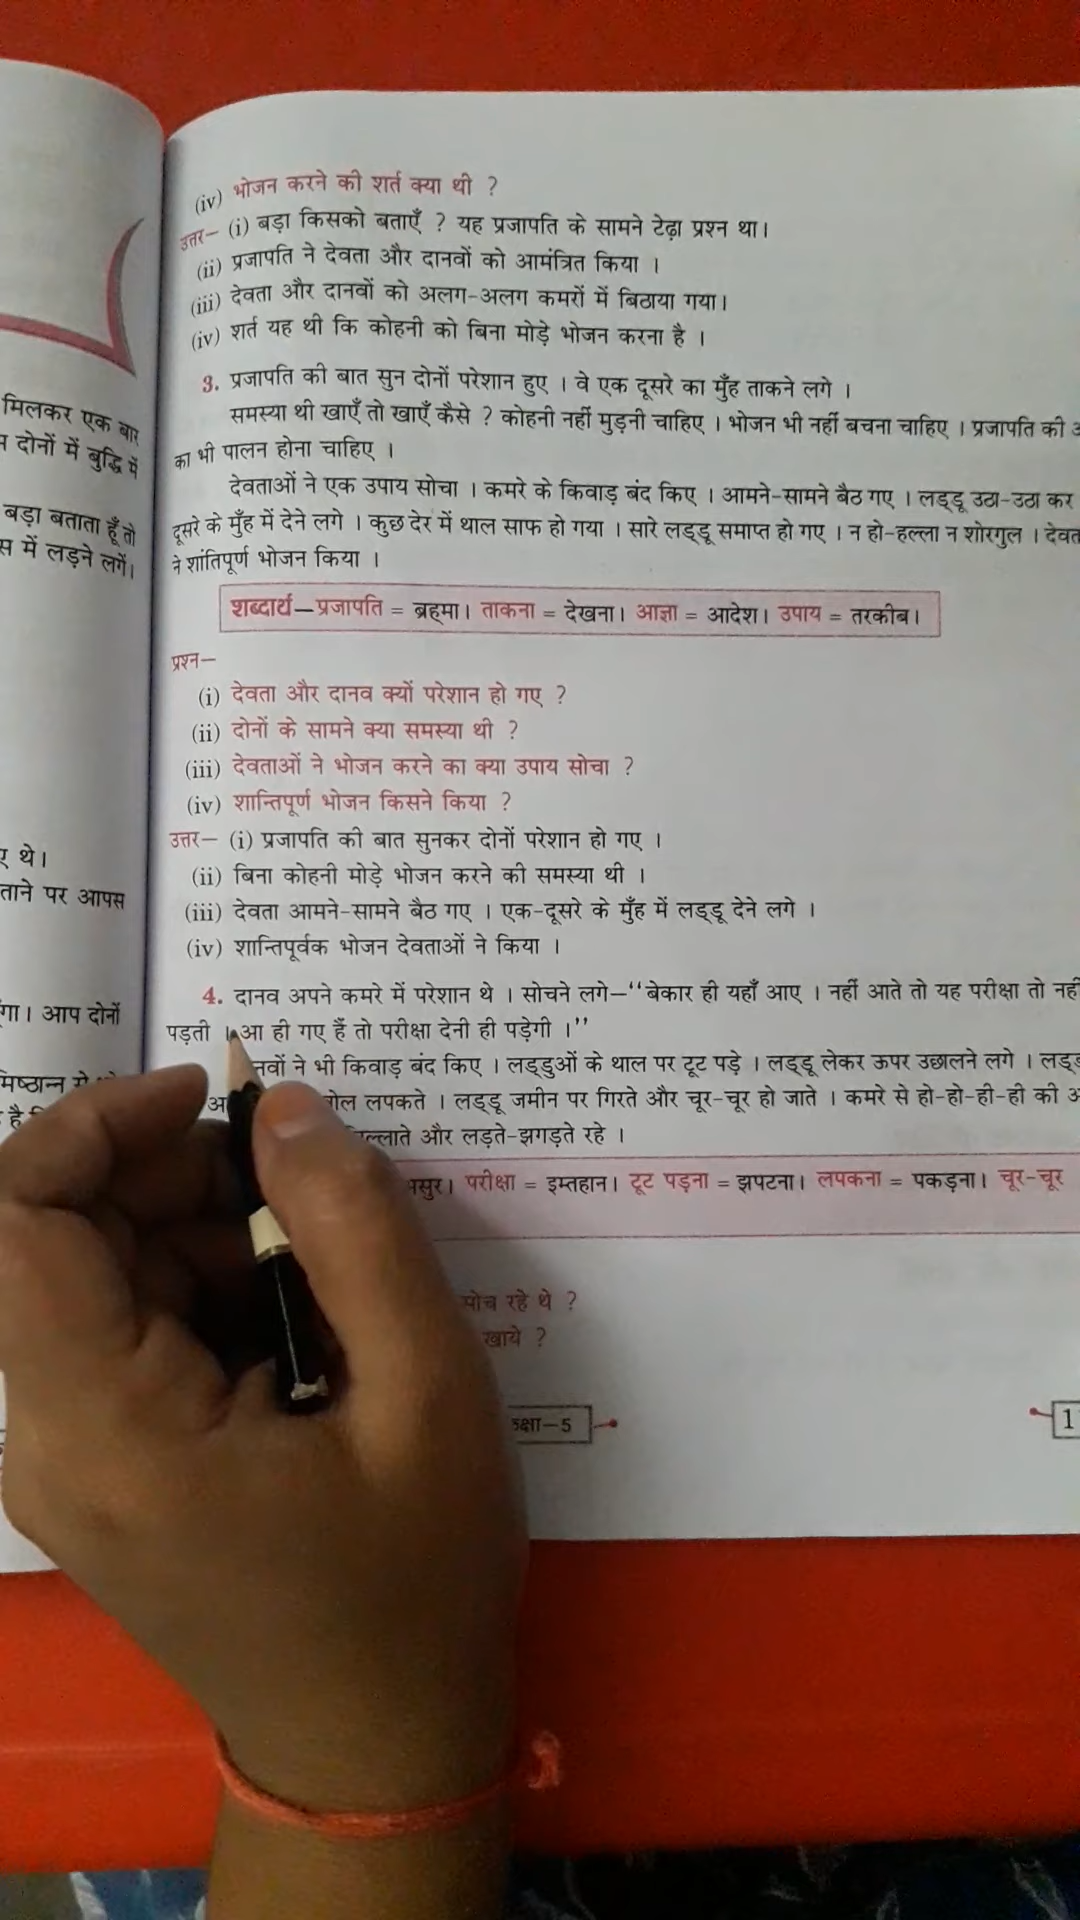 मिलकर एक बार
दोनों में बुद्धि में
बड़ा बताता हूँ तो
स में लड़ने लगें।
थे।
ताने पर आपस
गा। आप दोनों
मिष्ठान्न
है
(iv) भोजन करने की शर्त क्या थी ?
उत्तर– (i) बड़ा किसको बताएँ ? यह प्रजापति के सामने टेढ़ा प्रश्न था।
(ii) प्रजापति ने देवता और दानवों को आमंत्रित किया ।
(iii) देवता और दानवों को अलग-अलग कमरों में बिठाया गया।
(iv) शर्त यह थी कि कोहनी को बिना मोड़े भोजन करना है ।
3. प्रजापति की बात सुन दोनों परेशान हुए । वे एक दूसरे का मुँह ताकने लगे ।
समस्या थी खाएँ तो खाएँ कैसे ? कोहनी नहीं मुड़नी चाहिए । भोजन भी नहीं बचना चाहिए । प्रजापति की
का भी पालन होना चाहिए ।
देवताओं ने एक उपाय सोचा । कमरे के किवाड़ बंद किए । आमने-सामने बैठ गए । लड्डू उठा-उठा कर
दूसरे के मुँह में देने लगे । कुछ देर में थाल साफ हो गया । सारे लड्डू समाप्त हो गए । न हो-हल्ला न शोरगुल ।
ने शांतिपूर्ण भोजन किया ।
शब्दार्थ—प्रजापति = ब्रह्मा। ताकना = देखना। आज्ञा = आदेश। उपाय = तरकीब।
प्रश्न–
(i) देवता और दानव क्यों परेशान हो गए ?
(ii) दोनों के सामने क्या समस्या थी ?
(iii) देवताओं ने भोजन करने का क्या उपाय सोचा ?
(iv) शान्तिपूर्ण भोजन किसने किया ?
उत्तर– (i) प्रजापति की बात सुनकर दोनों परेशान हो गए ।
(ii) बिना कोहनी मोड़े भोजन करने की समस्या थी ।
(iii) देवता आमने-सामने बैठ गए । एक-दूसरे के मुँह में लड्डू देने लगे ।
(iv) शान्तिपूर्वक भोजन देवताओं ने किया ।
4. दानव अपने कमरे में परेशान थे । सोचने लगे–‘‘बेकार ही यहाँ आए । नहीं आते तो यह परीक्षा तो नहीं
पड़ती । आ ही गए हैं तो परीक्षा देनी ही पड़ेगी ।’’
नवों ने भी किवाड़ बंद किए । लड्डुओं के थाल पर टूट पड़े । लड्डू लेकर ऊपर उछालने लगे ।
लपकते । लड्डू जमीन पर गिरते और चूर-चूर हो जाते । कमरे से हो-हो-ही-ही की
ल्लाते और लड़ते-झगड़ते रहे ।
सुर। परीक्षा = इम्तहान। टूट पड़ना = झपटना। लपकना = पकड़ना। चूर-चूर
रहे थे ?
खाये ?
क्षा–5
1